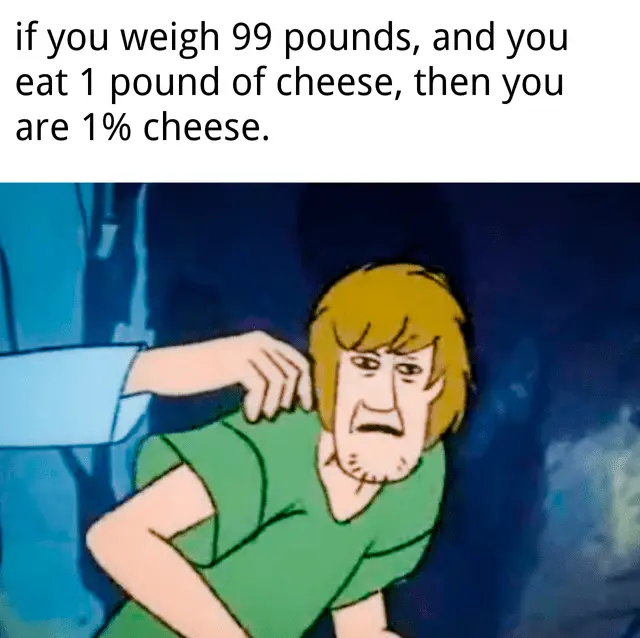 if you weigh 99 pounds, and you
eat 1 pound of cheese, then you
are 1% cheese.